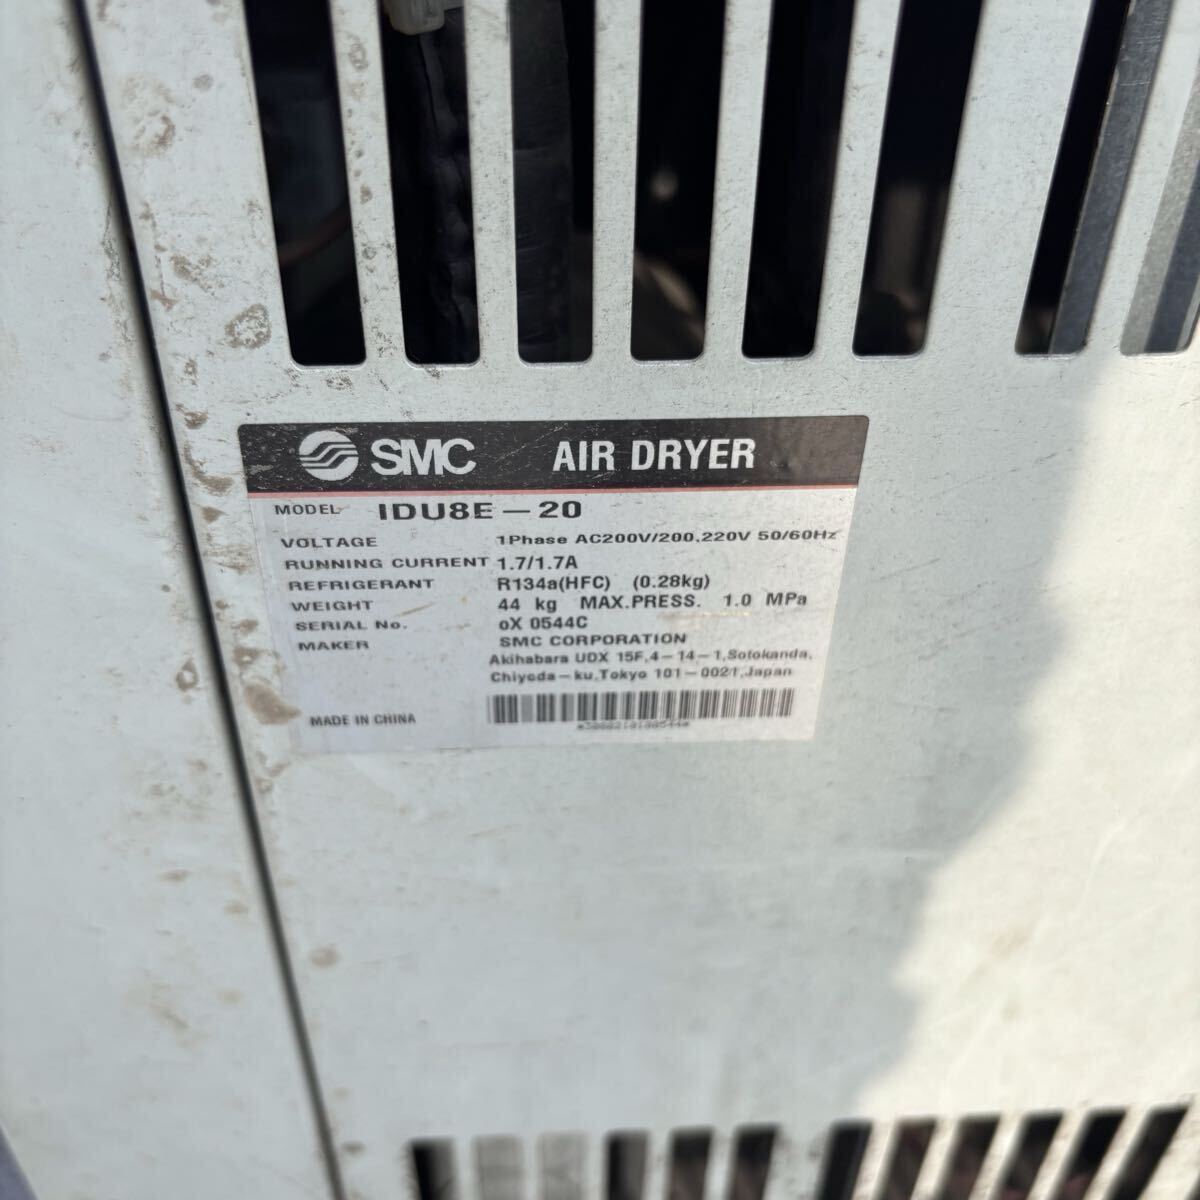 SMC AIR DRYER
MODEL IDU8E-20
VOLTAGE 1Phase AC200V/200,220V 50/60Hz
RUNNING CURRENT 1.7/1.7A
REFRIGERANT R134a(HFC) (0.28kg)
WEIGHT 44 kg MAX.PRESS. 1.0 MPa
SERIAL No. oX 0544C
MAKER SMC CORPORATION
Akihabara UDX 15F,4-14-1,Sotokanda,
Chiyoda-ku,Tokyo 101-0021,Japan
MADE IN CHINA